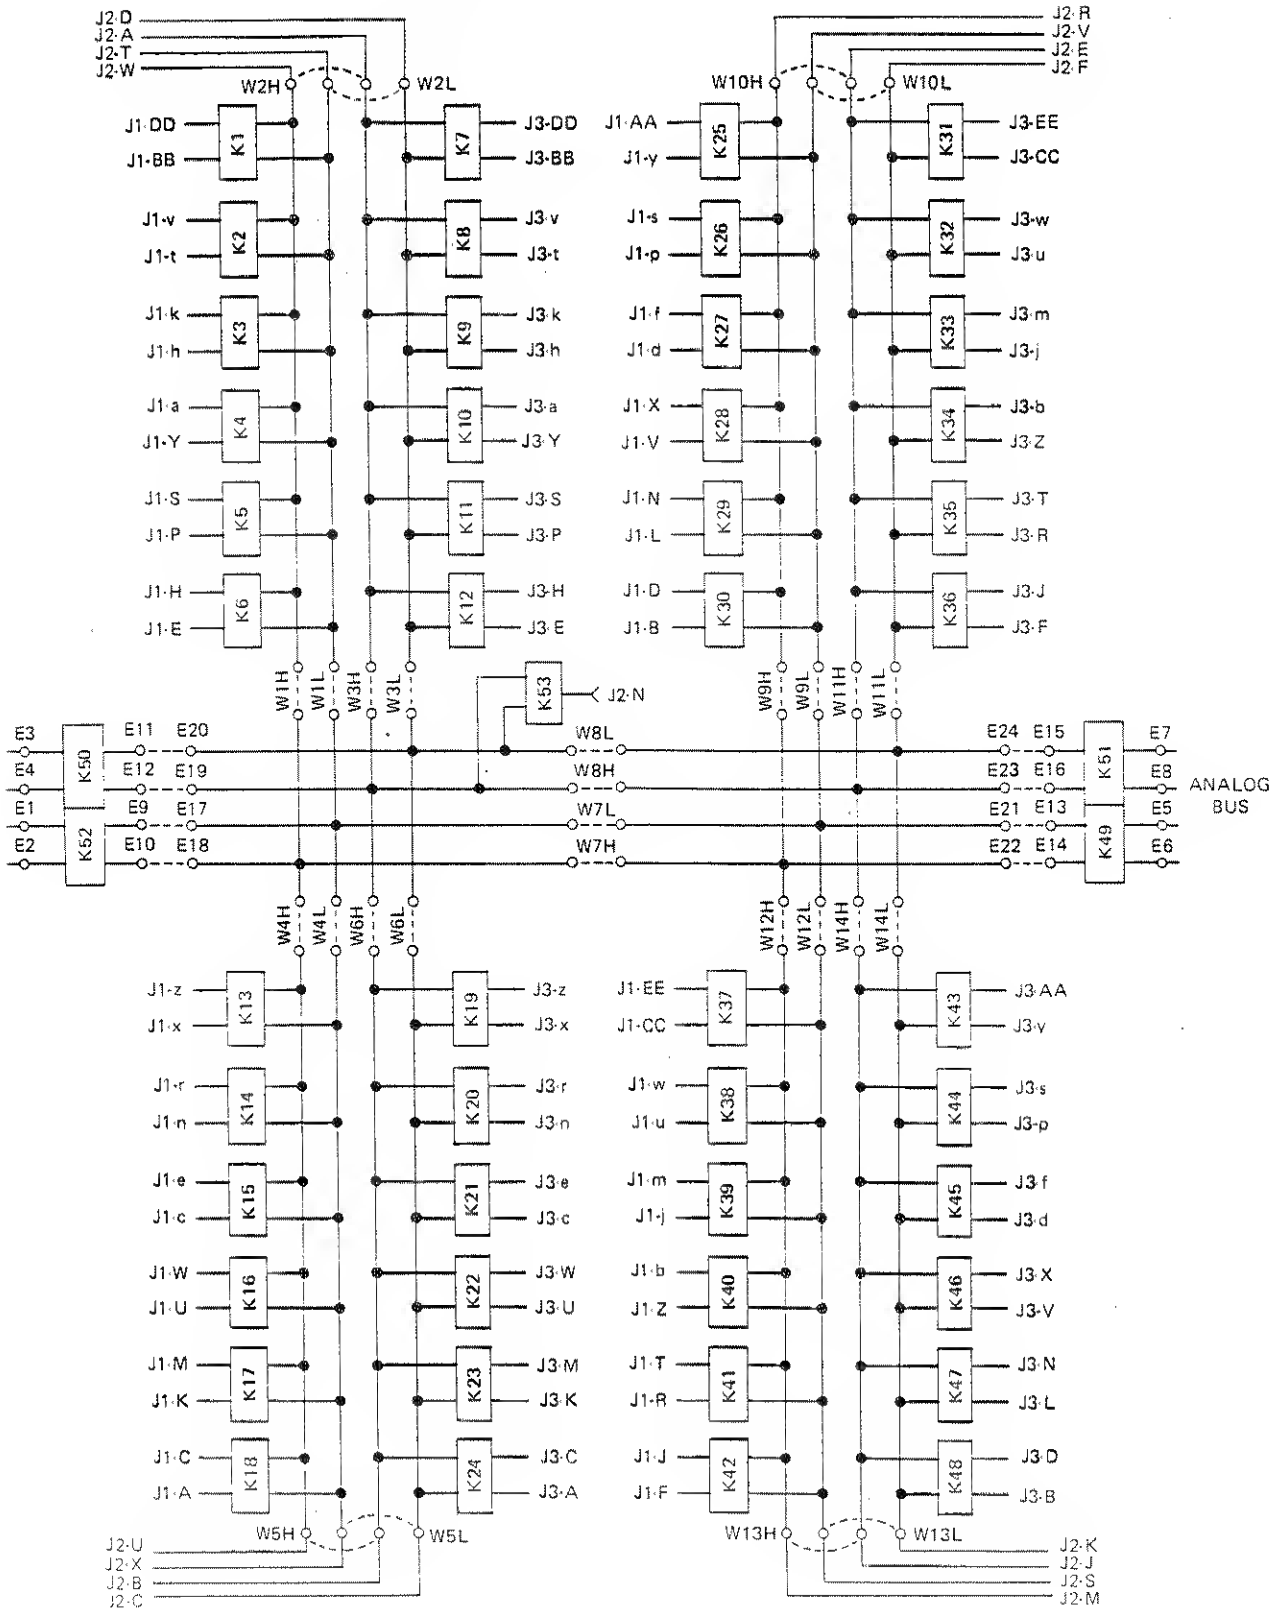 J2-D J2-R
J2-A J2-V
J2-T J2-E
J2-W J2-F
W2H W2L W10H W10L
J1-DD K1 K7 J3-DD J1-AA K25 K31 J3-EE
J1-BB J3-BB J1-y J3-CC
J1-v K2 K8 J3-v J1-s K26 K32 J3-w
J1-t J3-t J1-p J3-u
J1-k K3 K9 J3-k J1-f K27 K33 J3-m
J1-h J3-h J1-d J3-j
J1-a K4 K10 J3-a J1-X K28 K34 J3-b
J1-Y J3-Y J1-V J3-Z
J1-S K5 K11 J3-S J1-N K29 K35 J3-T
J1-P J3-P J1-L J3-R
J1-H K6 K12 J3-H J1-D K30 K36 J3-J
J1-E J3-E J1-B J3-F
W1H W1L W3H W3L K53 J2-N W9H W9L W11H W11L
E3 K50 E11 E20 W8L E24 E15 K51 E7
E4 E12 E19 W8H E23 E16 E8 ANALOG
E1 K52 E9 E17 W7L E21 E13 K49 E5 BUS
E2 E10 E18 W7H E22 E14 E6
W4H W4L W6H W6L W12H W12L W14H W14L
J1-z K13 K19 J3-z J1-EE K37 K43 J3-AA
J1-x J3-x J1-CC J3-v
J1-r K14 K20 J3-r J1-w K38 K44 J3-s
J1-n J3-n J1-u J3-p
J1-e K15 K21 J3-e J1-m K39 K45 J3-f
J1-c J3-c J1-j J3-d
J1-W K16 K22 J3-W J1-b K40 K46 J3-X
J1-U J3-U J1-Z J3-V
J1-M K17 K23 J3-M J1-T K41 K47 J3-N
J1-K J3-K J1-R J3-L
J1-C K18 K24 J3-C J1-J K42 K48 J3-D
J1-A J3-A J1-F J3-B
W5H W5L W13H W13L
J2-U J2-K
J2-X J2-J
J2-B J2-S
J2-C J2-M